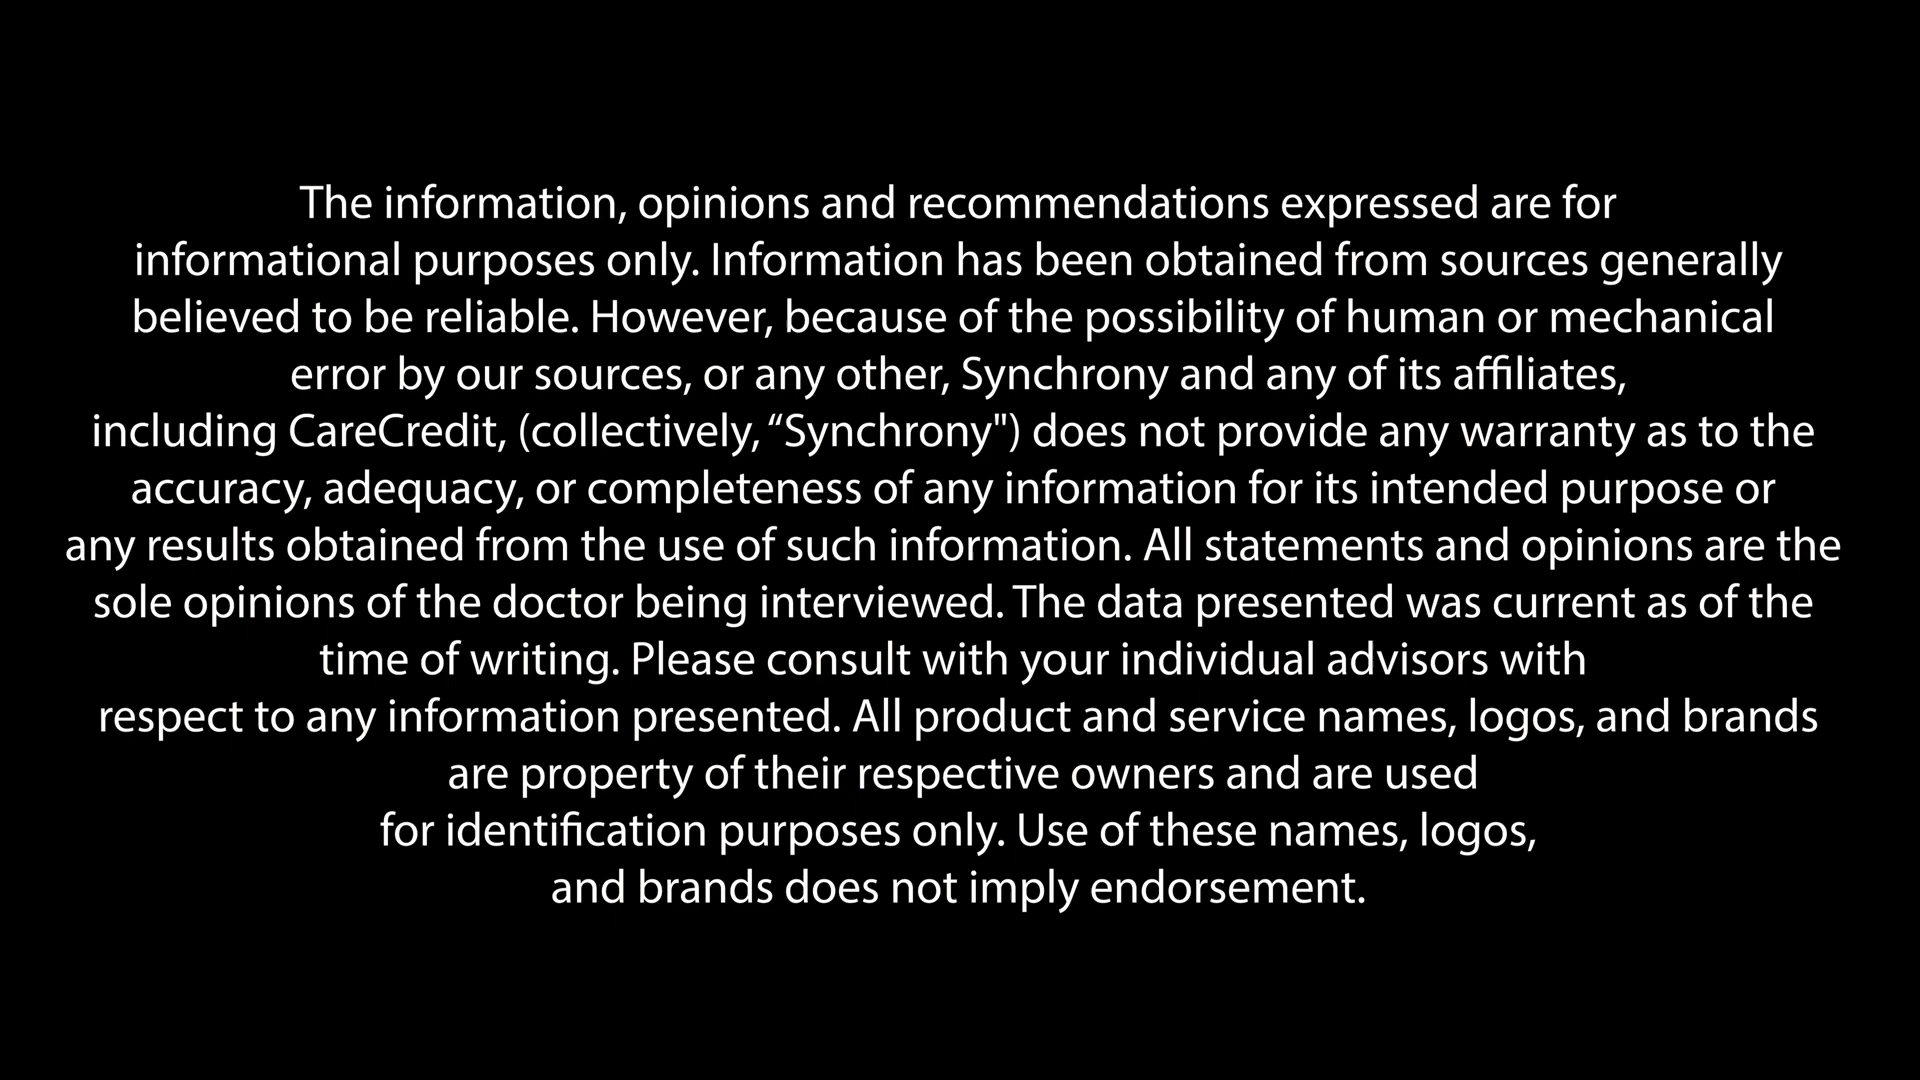 The information, opinions and recommendations expressed are for
informational purposes only. Information has been obtained from sources generally
believed to be reliable. However, because of the possibility of human or mechanical
error by our sources, or any other, Synchrony and any of its affiliates,
including CareCredit, (collectively, “Synchrony") does not provide any warranty as to the
accuracy, adequacy, or completeness of any information for its intended purpose or
any results obtained from the use of such information. All statements and opinions are the
sole opinions of the doctor being interviewed. The data presented was current as of the
time of writing. Please consult with your individual advisors with
respect to any information presented. All product and service names, logos, and brands
are property of their respective owners and are used
for identification purposes only. Use of these names, logos,
and brands does not imply endorsement.